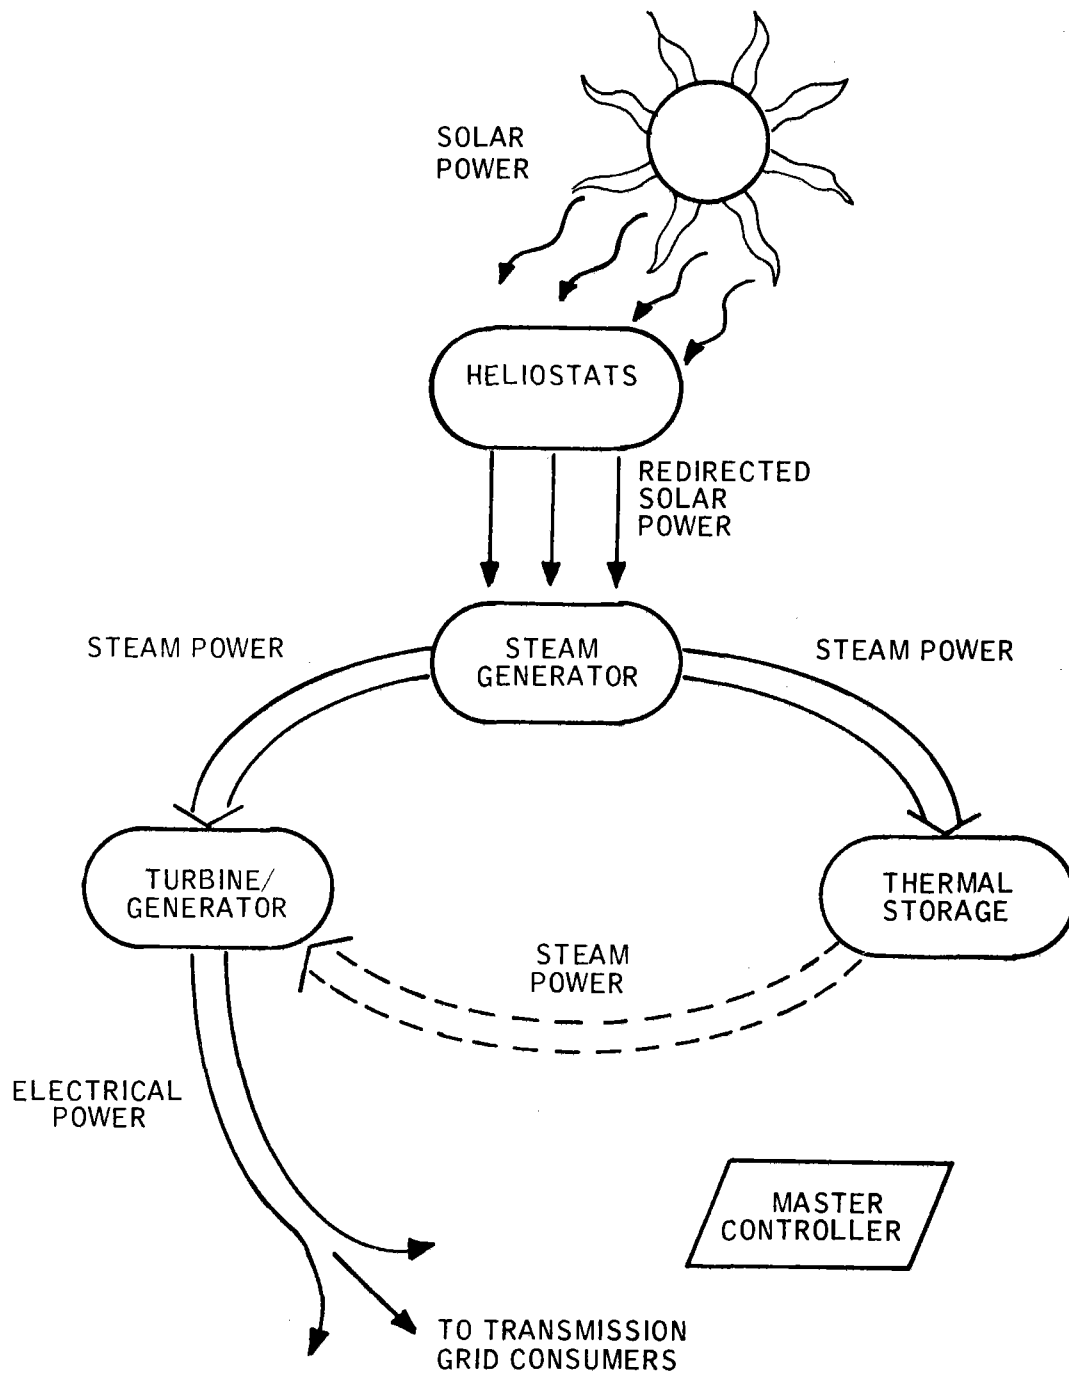 SOLAR
POWER
HELIOSTATS
REDIRECTED
SOLAR
POWER
STEAM POWER
STEAM
GENERATOR
STEAM POWER
TURBINE/
GENERATOR
THERMAL
STORAGE
STEAM
POWER
ELECTRICAL
POWER
MASTER
CONTROLLER
TO TRANSMISSION
GRID CONSUMERS